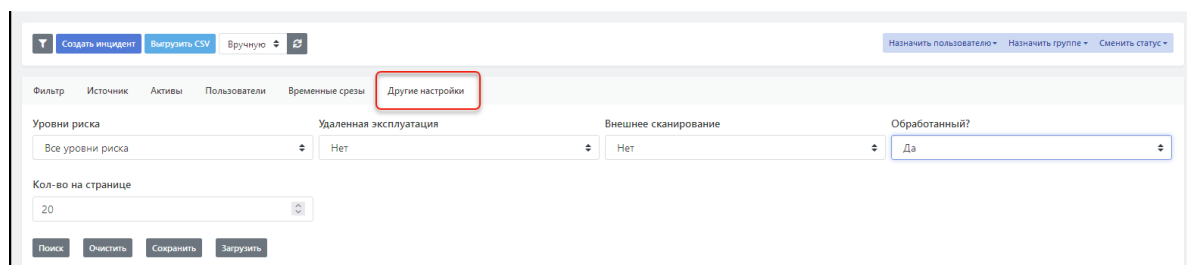 Создать инцидент Выгрузить CSV Вручную Назначить пользователю Назначить группе Сменить статус
Фильтр Источник Активы Пользователи Временные срезы Другие настройки
Уровни риска Удаленная эксплуатация Внешнее сканирование Обработанный?
Все уровни риска Нет Нет Да
Кол-во на странице
20
Поиск Очистить Сохранить Загрузить